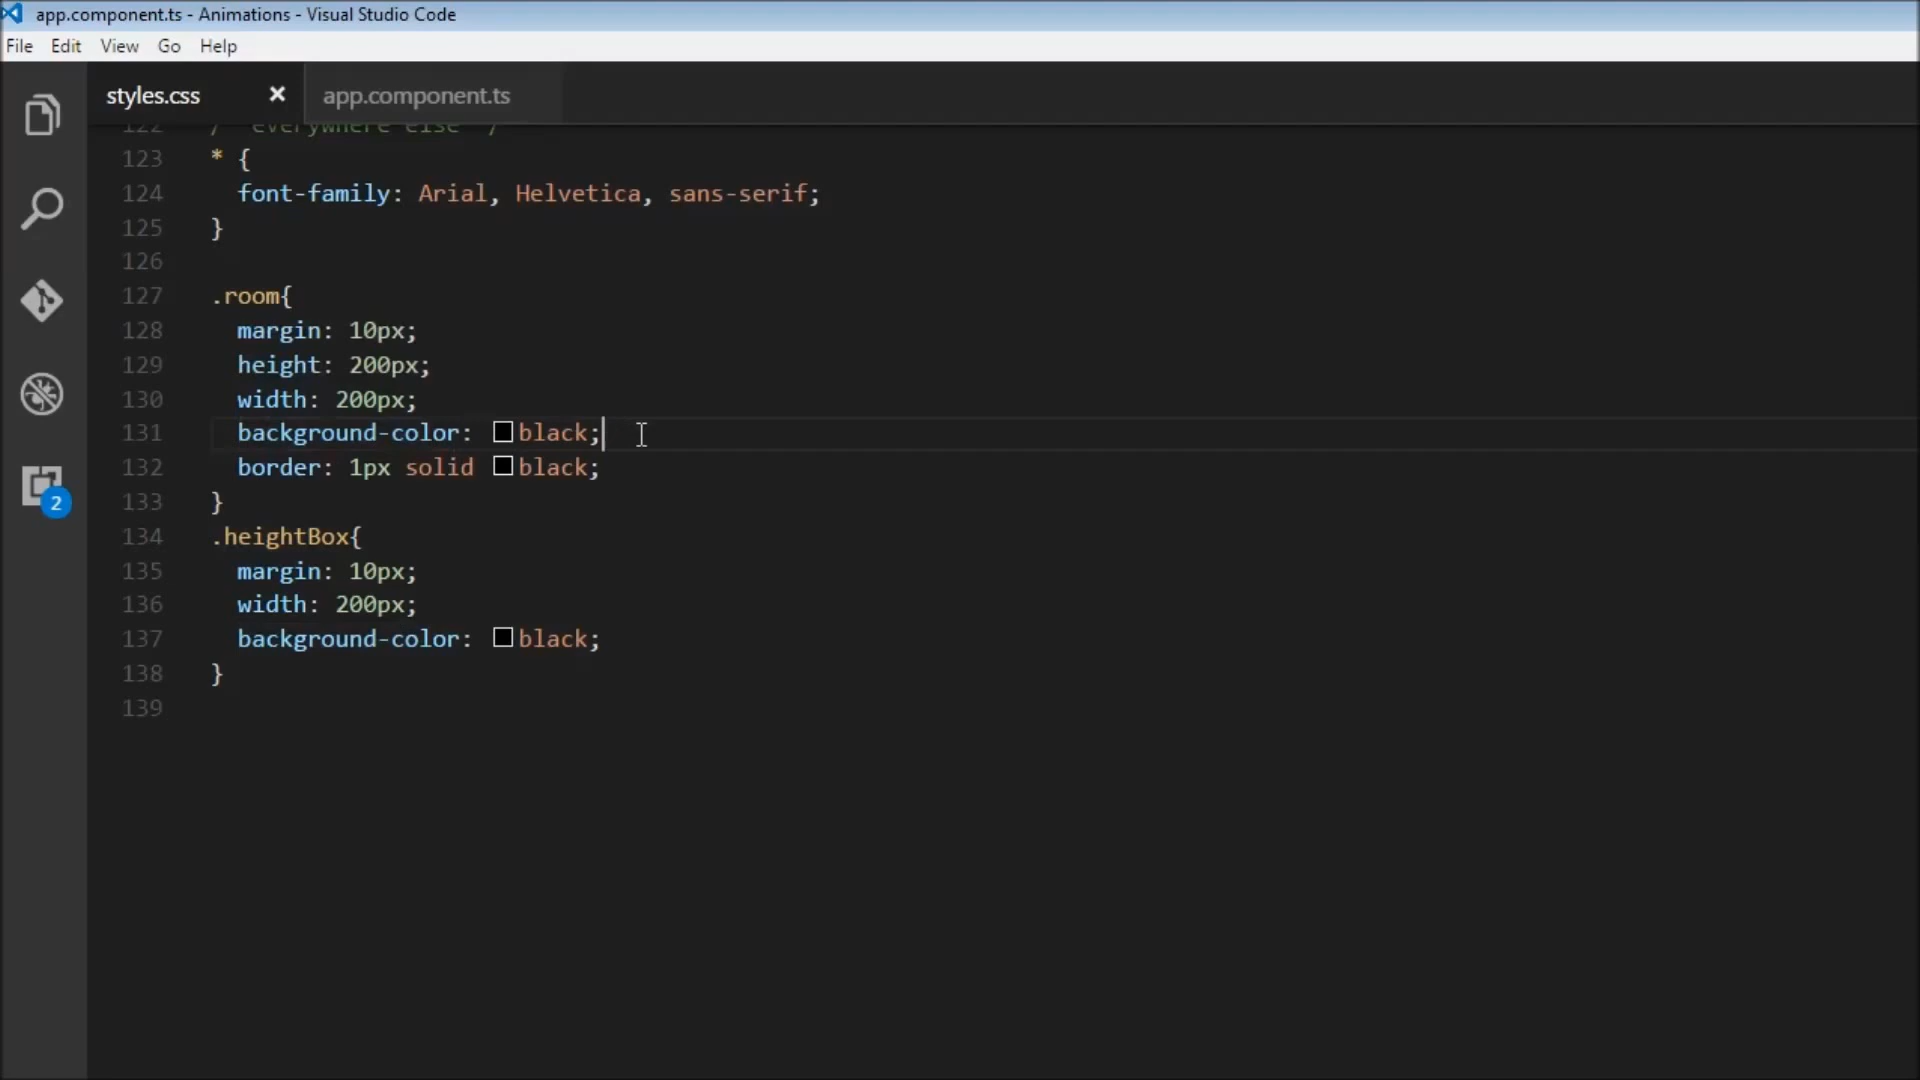 app.component.ts - Animations - Visual Studio Code
File Edit View Go Help
styles.css app.component.ts
122 / everywhere else /
123 * {
124 font-family: Arial, Helvetica, sans-serif;
125 }
126
127 .room{
128 margin: 10px;
129 height: 200px;
130 width: 200px;
131 background-color: black;
132 border: 1px solid black;
133 }
134 .heightBox{
135 margin: 10px;
136 width: 200px;
137 background-color: black;
138 }
139
2